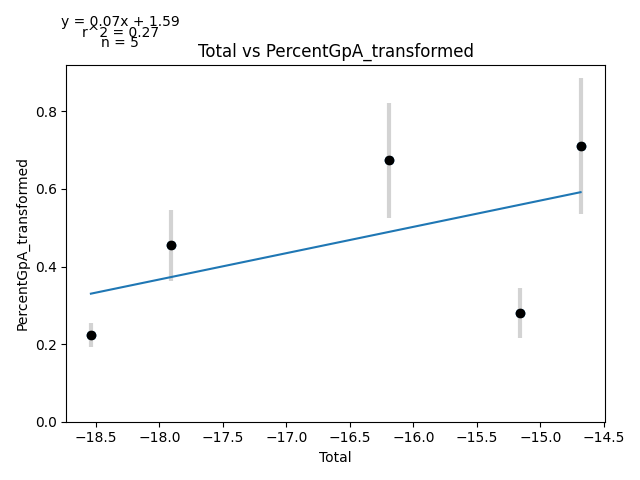 y = 0.07x + 1.59
r^2 = 0.27
n = 5
Total vs PercentGpA_transformed
PercentGpA_transformed
0.8
0.6
0.4
0.2
0.0
−18.5 −18.0 −17.5 −17.0 −16.5 −16.0 −15.5 −15.0 −14.5
Total